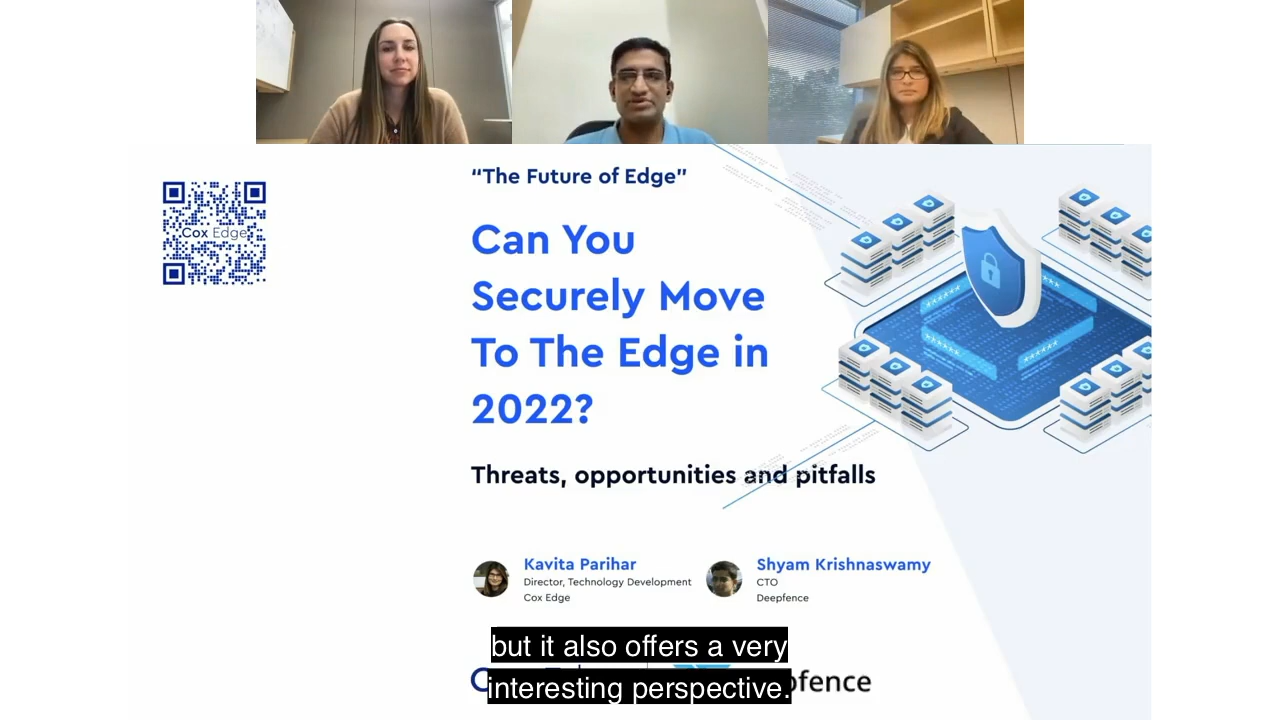 Cox Edge
“The Future of Edge”
Can You
Securely Move
To The Edge in
2022?
Threats, opportunities and pitfalls
Kavita Parihar
Director, Technology Development
Cox Edge
Shyam Krishnaswamy
CTO
Deepfence
but it also offers a very
interesting perspective.